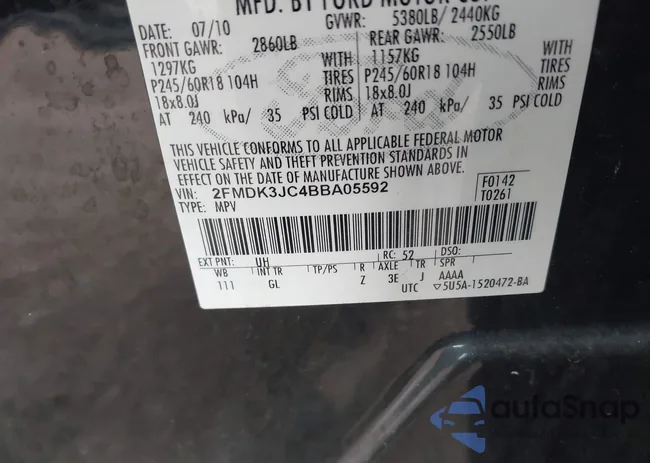 MFD. BY FORD MOTOR CO.
DATE: 07/10 GVWR: 5380LB/ 2440KG
FRONT GAWR: 2860LB REAR GAWR: 2550LB
1297KG WITH 1157KG WITH
P245/60R18 104H TIRES P245/60R18 104H TIRES
18x8.0J RIMS 18x8.0J RIMS
AT 240 kPa/ 35 PSI COLD AT 240 kPa/ 35 PSI COLD
THIS VEHICLE CONFORMS TO ALL APPLICABLE FEDERAL MOTOR
VEHICLE SAFETY AND THEFT PREVENTION STANDARDS IN
EFFECT ON THE DATE OF MANUFACTURE SHOWN ABOVE.
VIN: 2FMDK3JC4BBA05592 F0142
TYPE: MPV T0261
EXT PNT: UH RC: 52 DSO:
WB INT TR TP/PS R AXLE TR SPR
111 GL Z 3E J AAAA
UTC ▽5U5A-1520472-BA
autoSnap